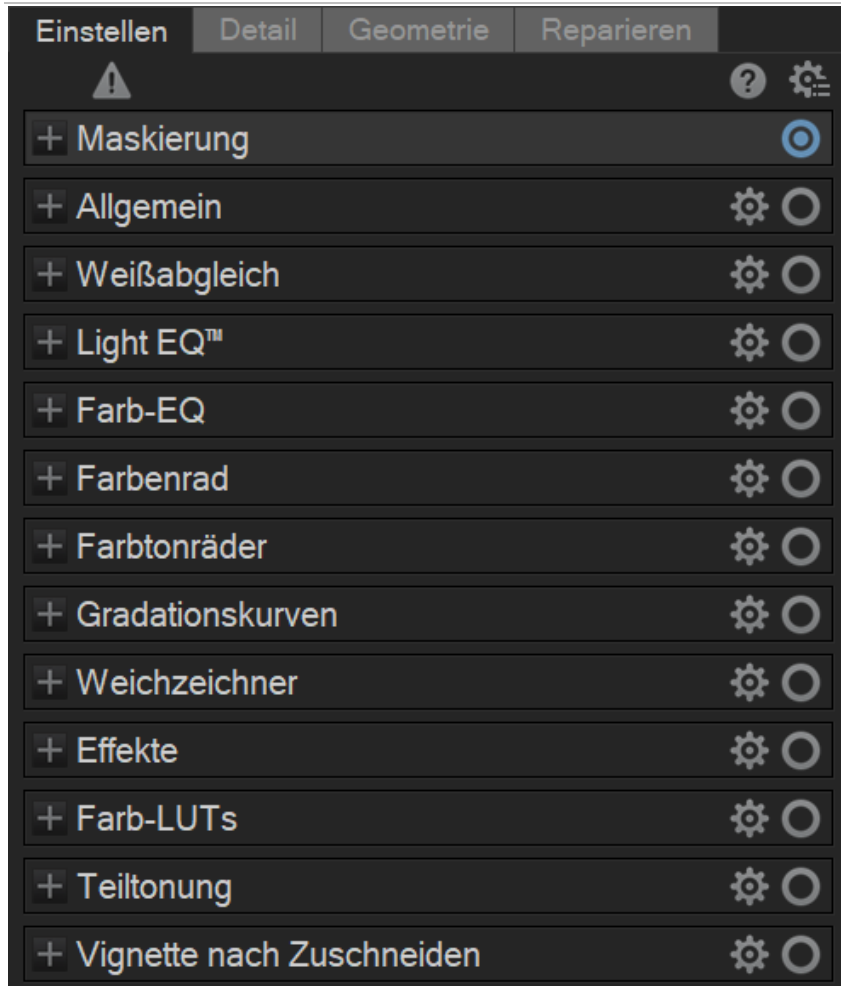 Einstellen Detail Geometrie Reparieren
Maskierung
Allgemein
Weißabgleich
Light EQ™
Farb-EQ
Farbenrad
Farbtonräder
Gradationskurven
Weichzeichner
Effekte
Farb-LUTs
Teiltonung
Vignette nach Zuschneiden